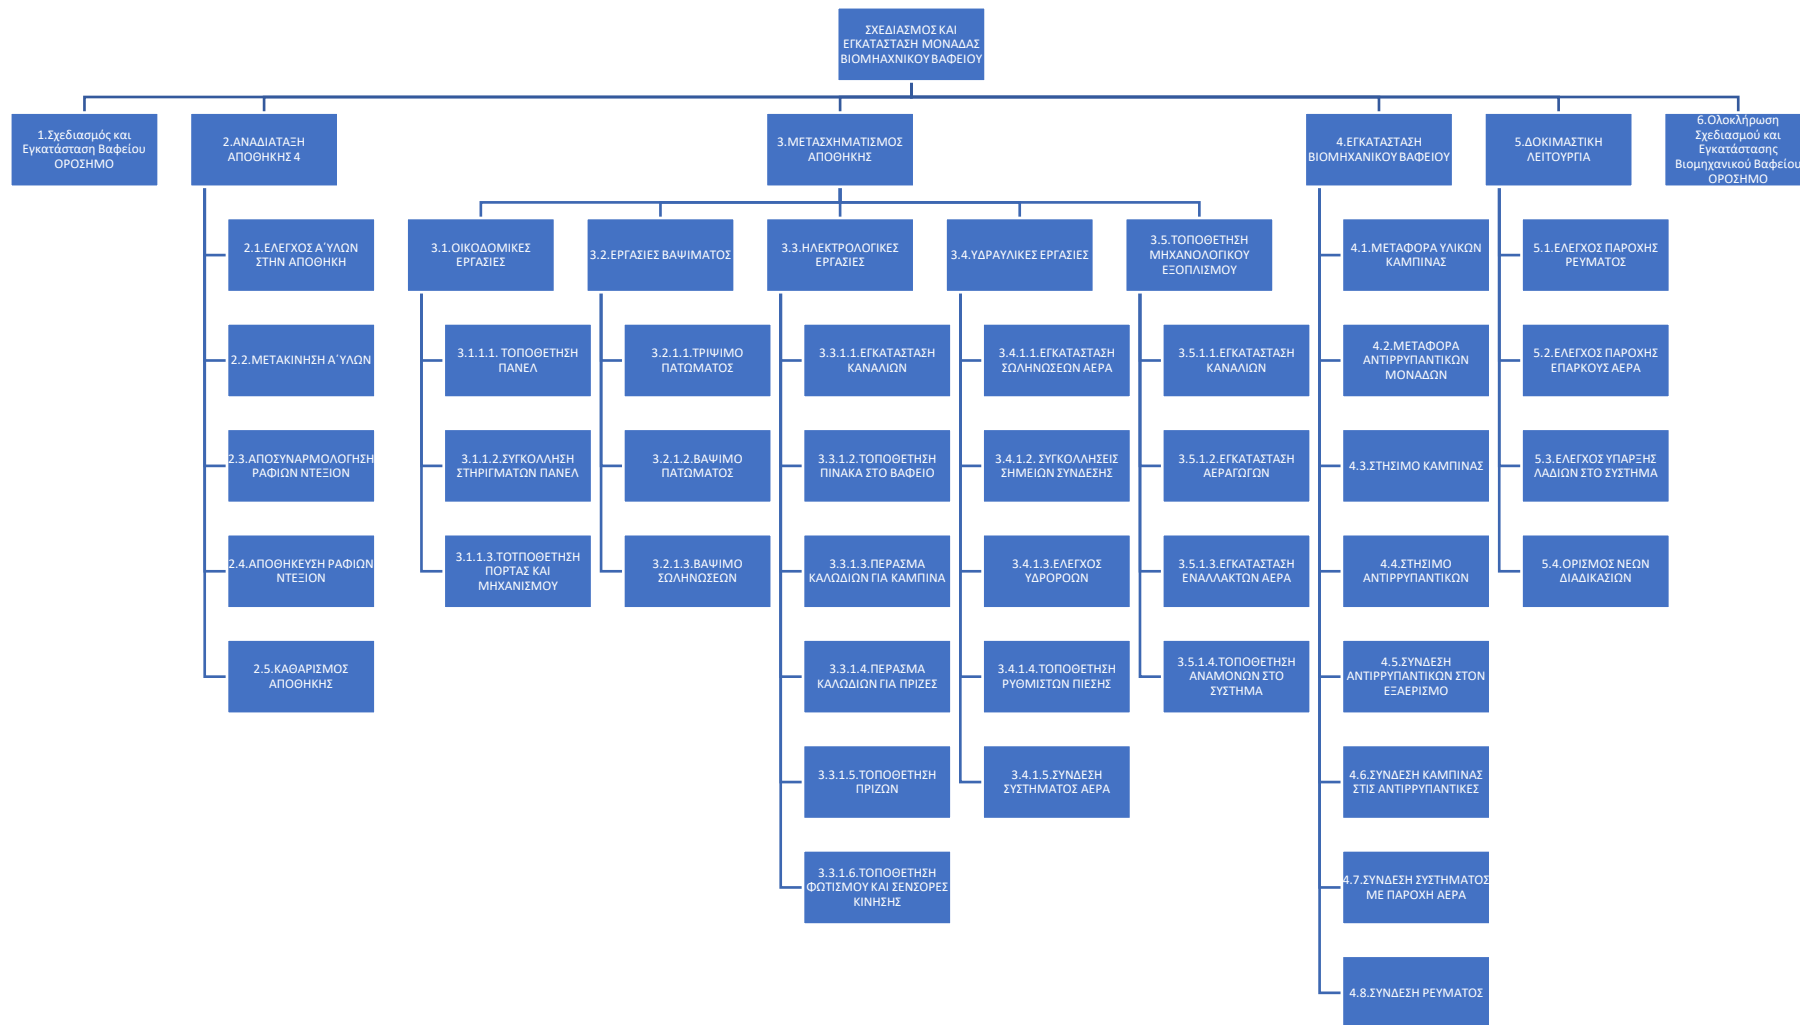 ΣΧΕΔΙΑΣΜΟΣ ΚΑΙ
ΕΓΚΑΤΑΣΤΑΣΗ ΜΟΝΑΔΑΣ
ΒΙΟΜΗΑΧΝΙΚΟΥ ΒΑΦΕΙΟΥ
1.Σχεδιασμός και
Εγκατάσταση Βαφείου
ΟΡΟΣΗΜΟ
2.ΑΝΑΔΙΑΤΑΞΗ
ΑΠΟΘΗΚΗΣ 4
2.1.ΕΛΕΓΧΟΣ Α΄ΥΛΩΝ
ΣΤΗΝ ΑΠΟΘΗΚΗ
2.2.ΜΕΤΑΚΙΝΗΣΗ Α΄ΥΛΩΝ
2.3.ΑΠΟΣΥΝΑΡΜΟΛΟΓΗΣΗ
ΡΑΦΙΩΝ ΝΤΕΞΙΟΝ
2.4.ΑΠΟΘΗΚΕΥΣΗ ΡΑΦΙΩΝ
ΝΤΕΞΙΟΝ
2.5.ΚΑΘΑΡΙΣΜΟΣ
ΑΠΟΘΗΚΗΣ
3.ΜΕΤΑΣΧΗΜΑΤΙΣΜΟΣ
ΑΠΟΘΗΚΗΣ
3.1.ΟΙΚΟΔΟΜΙΚΕΣ
ΕΡΓΑΣΙΕΣ
3.1.1.1. ΤΟΠΟΘΕΤΗΣΗ
ΠΑΝΕΛ
3.1.1.2.ΣΥΓΚΟΛΛΗΣΗ
ΣΤΗΡΙΓΜΑΤΩΝ ΠΑΝΕΛ
3.1.1.3.ΤΟΤΠΟΘΕΤΗΣΗ
ΠΟΡΤΑΣ ΚΑΙ
ΜΗΧΑΝΙΣΜΟΥ
3.2.ΕΡΓΑΣΙΕΣ ΒΑΨΙΜΑΤΟΣ
3.2.1.1.ΤΡΙΨΙΜΟ
ΠΑΤΩΜΑΤΟΣ
3.2.1.2.ΒΑΨΙΜΟ
ΠΑΤΩΜΑΤΟΣ
3.2.1.3.ΒΑΨΙΜΟ
ΣΩΛΗΝΩΣΕΩΝ
3.3.ΗΛΕΚΤΡΟΛΟΓΙΚΕΣ
ΕΡΓΑΣΙΕΣ
3.3.1.1.ΕΓΚΑΤΑΣΤΑΣΗ
ΚΑΝΑΛΙΩΝ
3.3.1.2.ΤΟΠΟΘΕΤΗΣΗ
ΠΙΝΑΚΑ ΣΤΟ ΒΑΦΕΙΟ
3.3.1.3.ΠΕΡΑΣΜΑ
ΚΑΛΩΔΙΩΝ ΓΙΑ ΚΑΜΠΙΝΑ
3.3.1.4.ΠΕΡΑΣΜΑ
ΚΑΛΩΔΙΩΝ ΓΙΑ ΠΡΙΖΕΣ
3.3.1.5.ΤΟΠΟΘΕΤΗΣΗ
ΠΡΙΖΩΝ
3.3.1.6.ΤΟΠΟΘΕΤΗΣΗ
ΦΩΤΙΣΜΟΥ ΚΑΙ ΣΕΝΣΟΡΕΣ
ΚΙΝΗΣΗΣ
3.4.ΥΔΡΑΥΛΙΚΕΣ ΕΡΓΑΣΙΕΣ
3.4.1.1.ΕΓΚΑΤΑΣΤΑΣΗ
ΣΩΛΗΝΩΣΕΩΝ ΑΕΡΑ
3.4.1.2. ΣΥΓΚΟΛΛΗΣΕΙΣ
ΣΗΜΕΙΩΝ ΣΥΝΔΕΣΗΣ
3.4.1.3.ΕΛΕΓΧΟΣ
ΥΔΡΟΡΟΩΝ
3.4.1.4.ΤΟΠΟΘΕΤΗΣΗ
ΡΥΘΜΙΣΤΩΝ ΠΙΕΣΗΣ
3.4.1.5.ΣΥΝΔΕΣΗ
ΣΥΣΤΗΜΑΤΟΣ ΑΕΡΑ
3.5.ΤΟΠΟΘΕΤΗΣΗ
ΜΗΧΑΝΟΛΟΓΙΚΟΥ
ΕΞΟΠΛΙΣΜΟΥ
3.5.1.1.ΕΓΚΑΤΑΣΤΑΣΗ
ΚΑΝΑΛΙΩΝ
3.5.1.2.ΕΓΚΑΤΑΣΤΑΣΗ
ΑΕΡΑΓΩΓΩΝ
3.5.1.3.ΕΓΚΑΤΑΣΤΑΣΗ
ΕΝΑΛΛΑΚΤΩΝ ΑΕΡΑ
3.5.1.4.ΤΟΠΟΘΕΤΗΣΗ
ΑΝΑΜΟΝΩΝ ΣΤΟ
ΣΥΣΤΗΜΑ
4.ΕΓΚΑΤΑΣΤΑΣΗ
ΒΙΟΜΗΧΑΝΙΚΟΥ ΒΑΦΕΙΟΥ
4.1.ΜΕΤΑΦΟΡΑ ΥΛΙΚΩΝ
ΚΑΜΠΙΝΑΣ
4.2.ΜΕΤΑΦΟΡΑ
ΑΝΤΙΡΡΥΠΑΝΤΙΚΩΝ
ΜΟΝΑΔΩΝ
4.3.ΣΤΗΣΙΜΟ ΚΑΜΠΙΝΑΣ
4.4.ΣΤΗΣΙΜΟ
ΑΝΤΙΡΡΥΠΑΝΤΙΚΩΝ
4.5.ΣΥΝΔΕΣΗ
ΑΝΤΙΡΡΥΠΑΝΤΙΚΩΝ ΣΤΟΝ
ΕΞΑΕΡΙΣΜΟ
4.6.ΣΥΝΔΕΣΗ ΚΑΜΠΙΝΑΣ
ΣΤΙΣ ΑΝΤΙΡΡΥΠΑΝΤΙΚΕΣ
4.7.ΣΥΝΔΕΣΗ ΣΥΣΤΗΜΑΤΟΣ
ΜΕ ΠΑΡΟΧΗ ΑΕΡΑ
4.8.ΣΥΝΔΕΣΗ ΡΕΥΜΑΤΟΣ
5.ΔΟΚΙΜΑΣΤΙΚΗ
ΛΕΙΤΟΥΡΓΙΑ
5.1.ΕΛΕΓΧΟΣ ΠΑΡΟΧΗΣ
ΡΕΥΜΑΤΟΣ
5.2.ΕΛΕΓΧΟΣ ΠΑΡΟΧΗΣ
ΕΠΑΡΚΟΥΣ ΑΕΡΑ
5.3.ΕΛΕΓΧΟΣ ΥΠΑΡΞΗΣ
ΛΑΔΙΩΝ ΣΤΟ ΣΥΣΤΗΜΑ
5.4.ΟΡΙΣΜΟΣ ΝΕΩΝ
ΔΙΑΔΙΚΑΣΙΩΝ
6.Ολοκλήρωση
Σχεδιασμού και
Εγκατάστασης
Βιομηχανικού Βαφείου
ΟΡΟΣΗΜΟ